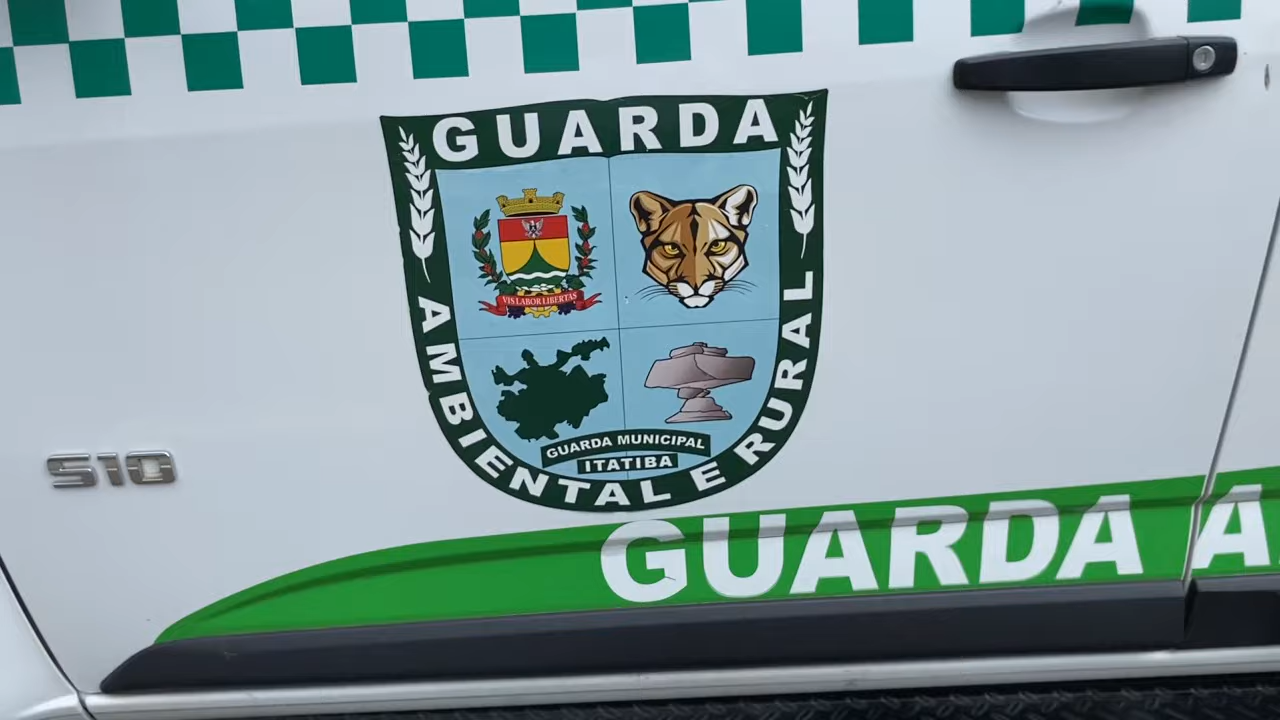 GUARDA
VIS LABOR LIBERTAS
AMBIENTAL E RURAL
GUARDA MUNICIPAL
ITATIBA
S10
GUARDA A